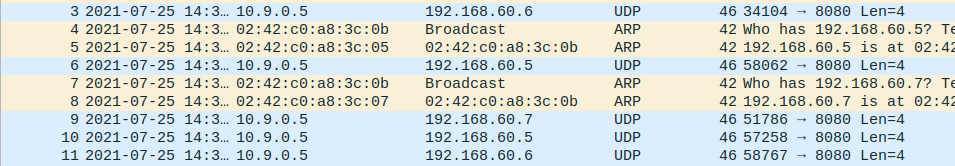 3 2021-07-25 14:3… 10.9.0.5 192.168.60.6 UDP 46 34104 → 8080 Len=4
4 2021-07-25 14:3… 02:42:c0:a8:3c:0b Broadcast ARP 42 Who has 192.168.60.5? Te
5 2021-07-25 14:3… 02:42:c0:a8:3c:05 02:42:c0:a8:3c:0b ARP 42 192.168.60.5 is at 02:42
6 2021-07-25 14:3… 10.9.0.5 192.168.60.5 UDP 46 58062 → 8080 Len=4
7 2021-07-25 14:3… 02:42:c0:a8:3c:0b Broadcast ARP 42 Who has 192.168.60.7? Te
8 2021-07-25 14:3… 02:42:c0:a8:3c:07 02:42:c0:a8:3c:0b ARP 42 192.168.60.7 is at 02:42
9 2021-07-25 14:3… 10.9.0.5 192.168.60.7 UDP 46 51786 → 8080 Len=4
10 2021-07-25 14:3… 10.9.0.5 192.168.60.5 UDP 46 57258 → 8080 Len=4
11 2021-07-25 14:3… 10.9.0.5 192.168.60.6 UDP 46 58767 → 8080 Len=4